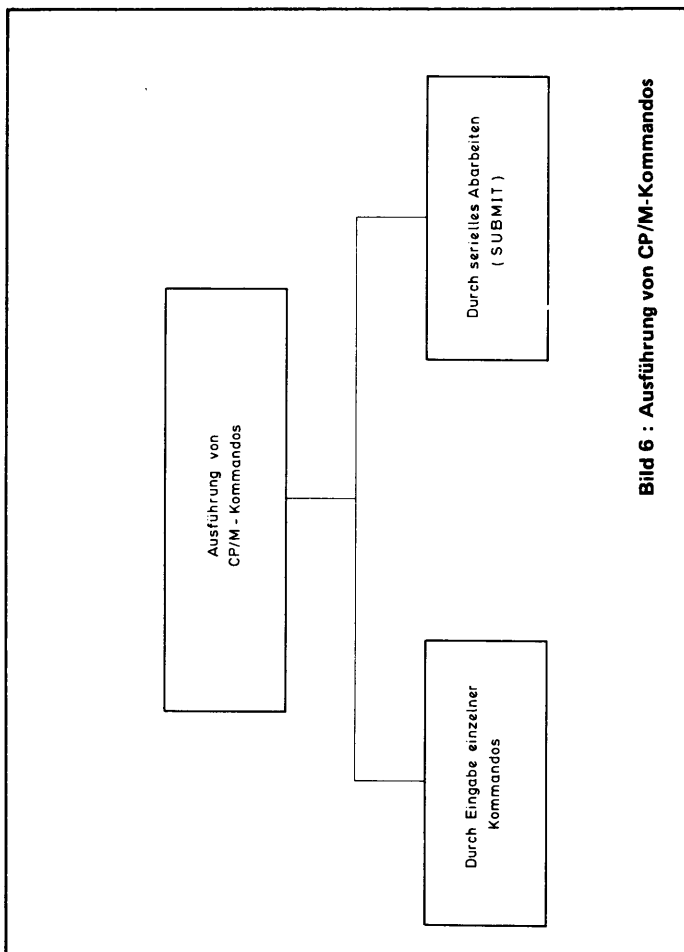 Ausführung von
CP/M - Kommandos
Durch Eingabe einzelner
Kommandos
Durch serielles Abarbeiten
( SUBMIT )
Bild 6 : Ausführung von CP/M-Kommandos